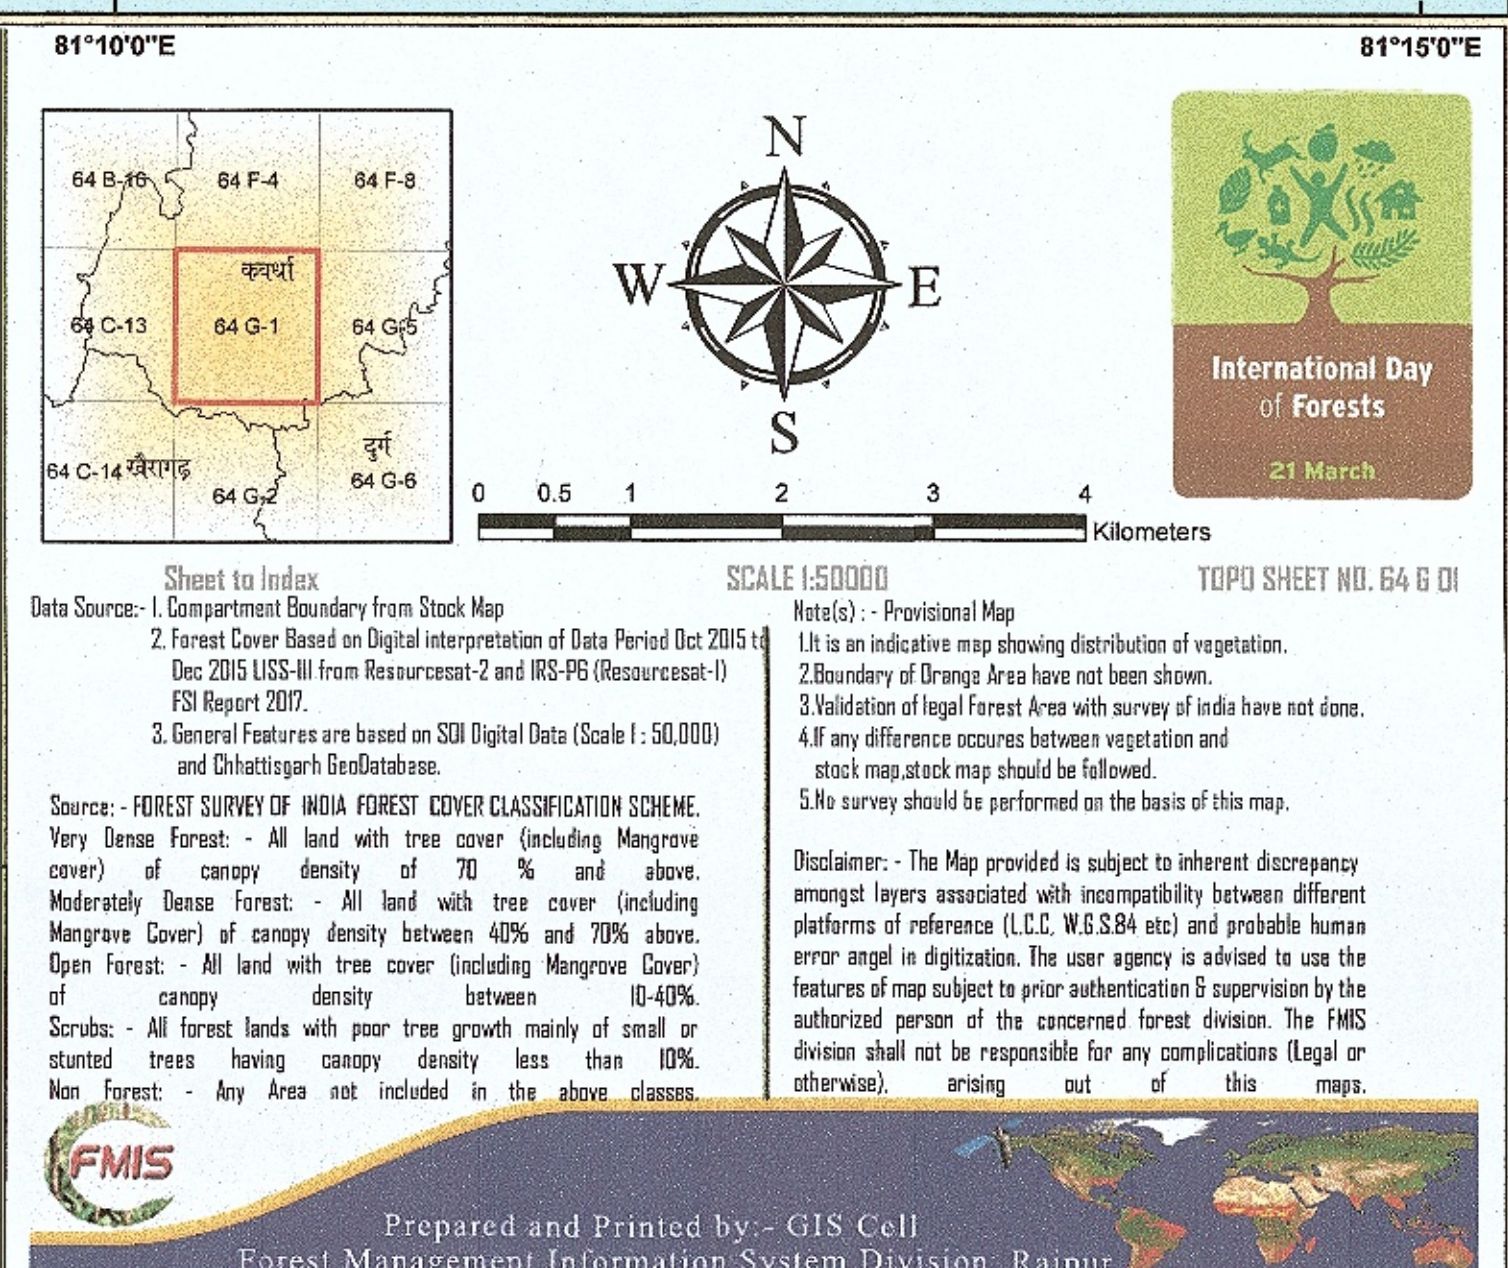 81°10'0"E
81°15'0"E
64 B-16
64 F-4
64 F-8
कवर्धा
64 C-13
64 G-1
64 G-5
दुर्ग
64 C-14 खैरागढ़
64 G-2
64 G-6
N
W
E
S
0 0.5 1 2 3 4
Kilometers
International Day
of Forests
21 March
Sheet to Index
SCALE 1:50000
TOPO SHEET NO. 64 G 01
Data Source:- 1. Compartment Boundary from Stock Map
2. Forest Cover Based on Digital interpretation of Data Period Oct 2015 to
Dec 2015 LISS-III from Resourcesat-2 and IRS-P6 (Resourcesat-1)
FSI Report 2017.
3. General Features are based on SOI Digital Data (Scale 1 : 50,000)
and Chhattisgarh GeoDatabase.
Source: - FOREST SURVEY OF INDIA FOREST COVER CLASSIFICATION SCHEME.
Very Dense Forest: - All land with tree cover (including Mangrove
cover) of canopy density of 70 % and above.
Moderately Dense Forest: - All land with tree cover (including
Mangrove Cover) of canopy density between 40% and 70% above.
Open Forest: - All land with tree cover (including Mangrove Cover)
of canopy density between 10-40%.
Scrubs: - All forest lands with poor tree growth mainly of small or
stunted trees having canopy density less than 10%.
Non Forest: - Any Area not included in the above classes.
Note(s) : - Provisional Map
1.It is an indicative map showing distribution of vegetation.
2.Boundary of Orange Area have not been shown.
3.Validation of legal Forest Area with survey of india have not done.
4.If any difference occures between vegetation and
stock map,stock map should be followed.
5.No survey should be performed on the basis of this map.
Disclaimer: - The Map provided is subject to inherent discrepancy
amongst layers associated with incompatibility between different
platforms of reference (L.C.C, W.G.S.84 etc) and probable human
error angel in digitization. The user agency is advised to use the
features of map subject to prior authentication & supervision by the
authorized person of the concerned forest division. The FMIS
division shall not be responsible for any complications (Legal or
otherwise). arising out of this maps.
FMIS
Prepared and Printed by:- GIS Cell
Forest Management Information System Division, Raipur